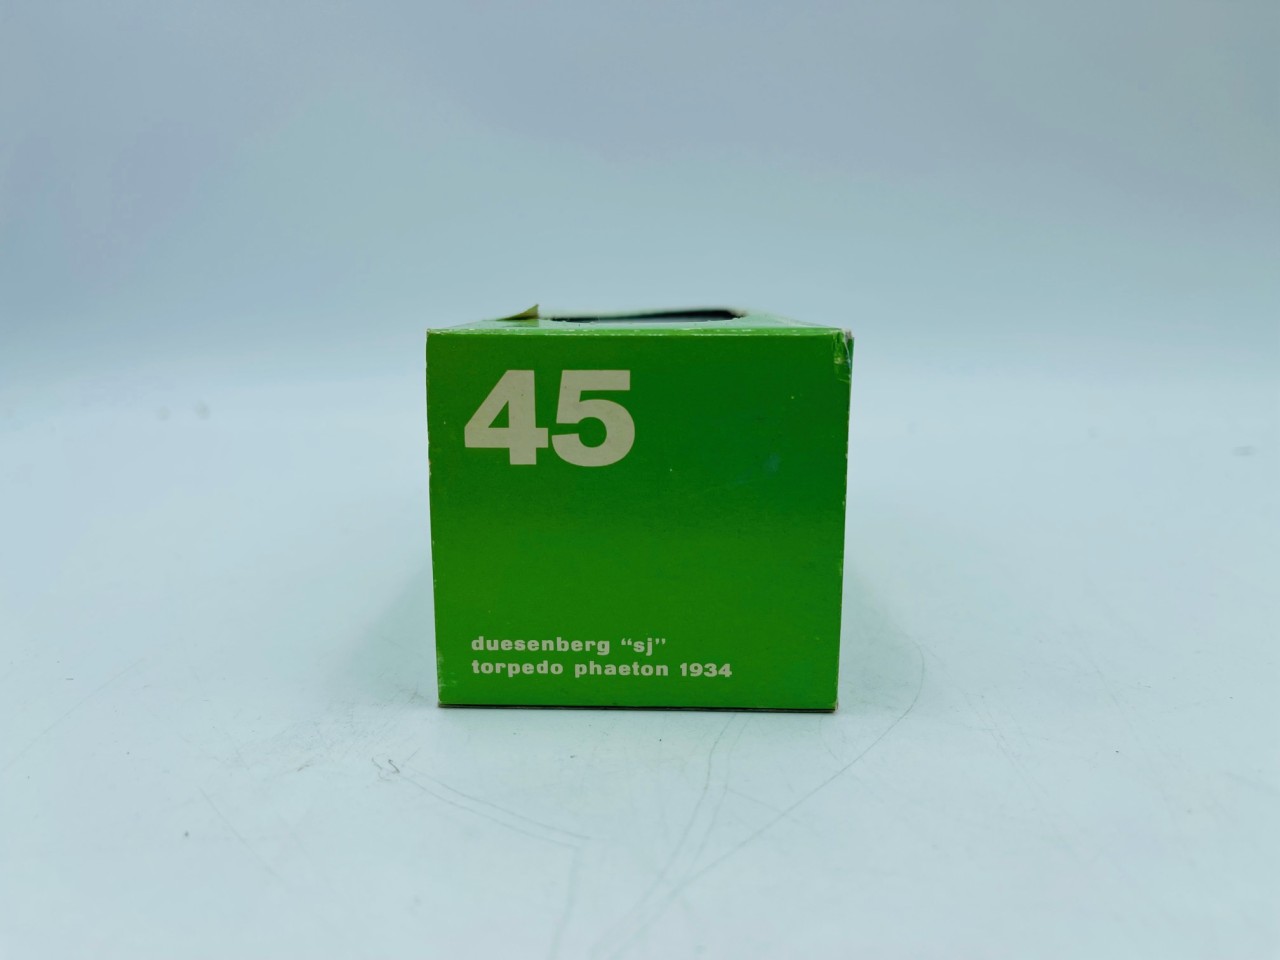 45
duesenberg “sj”
torpedo phaeton 1934